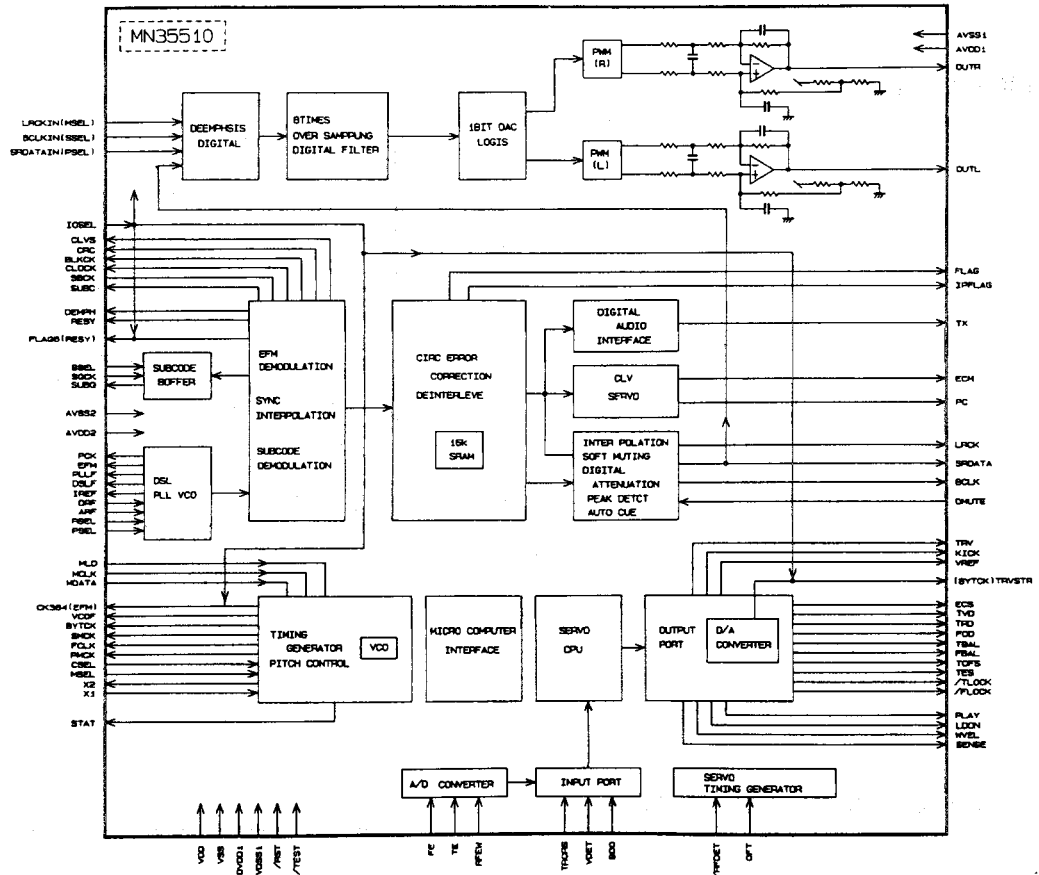 MN35510
LRCKIN(MSEL)
BCLKIN(SSEL)
SRDATAIN(PSEL)
DEEMPHSIS
DIGITAL
8TIMES
OVER SAMPPLING
DIGITAL FILTER
1BIT DAC
LOGIS
PWM
(R)
PWM
(L)
AVSS1
AVDD1
OUTR
OUTL
IOSEL
CLVS
CRC
BLKCK
CLDCK
SBCK
SUBC
DEMPH
RESY
FLAG6(RESY)
SSEL
SQCK
SUBQ
AVSS2
AVDD2
PCK
EFM
PLLF
DSLF
IREF
DRF
ARF
RSEL
PSEL
SUBCODE
BOFFER
DSL
PLL VCO
EFM
DEMODULATION
SYNC
INTERPOLATION
SUBCODE
DEMODULATION
CIRC ERROR
CORRECTION
DEINTERLEVE
16K
SRAM
DIGITAL
AUDIO
INTERFACE
CLV
SERVO
INTER POLATION
SOFT MUTING
DIGITAL
ATTENUATION
PEAK DETCT
AUTO CUE
FLAG
IPFLAG
TX
ECM
PC
LRCK
SRDATA
BCLK
DMUTE
MLD
MCLK
MDATA
CK384(EFM)
VCOF
BYTCK
SMCK
FCLK
PMCK
CSEL
MSEL
X2
X1
STAT
TIMING
GENERATOR
PITCH CONTROL
VCO
MICRO COMPUTER
INTERFACE
SERVO
CPU
OUTPUT
PORT
D/A
CONVERTER
TRV
KICK
VREF
(BYTCK)TRVSTR
ECS
TVD
TRD
FOD
TBAL
FBAL
TOFS
TES
/TLOCK
/FLOCK
PLAY
LDON
WVEL
SENSE
A/D CONVERTER
INPUT PORT
SERVO
TIMING GENERATOR
VDD
VSS
DVDD1
VDSS1
/RST
/TEST
FE
TE
RFEW
TRCRS
VDET
BDO
/RFDET
OFT